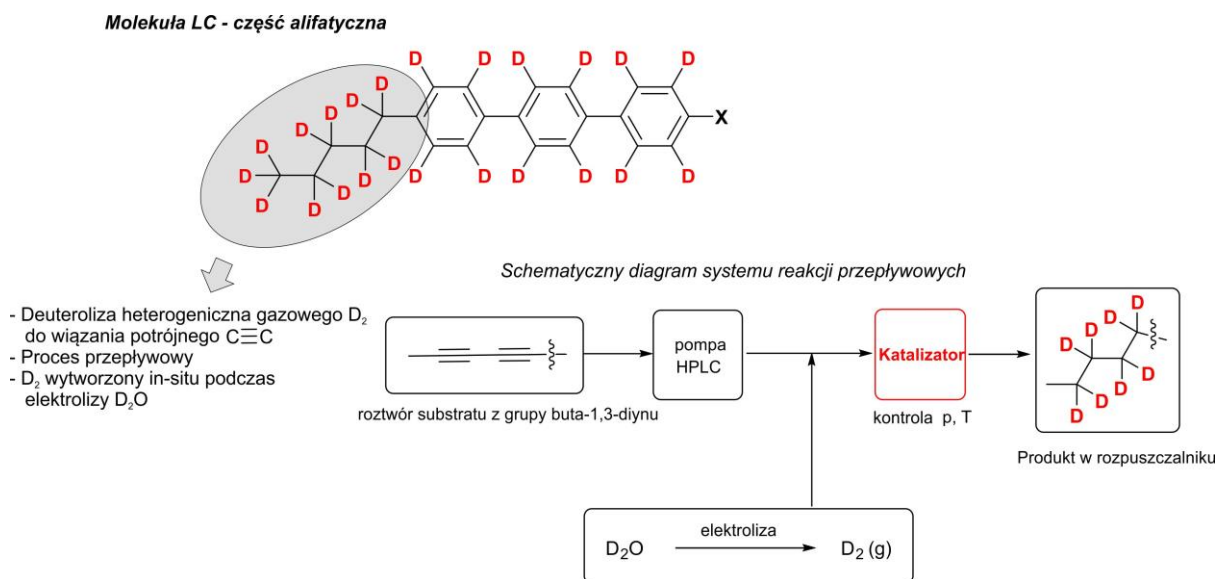 Molekuła LC - część alifatyczna
D D D D D D
D D
D D
D D
X
D D D
D D D D D D D D D
Schematyczny diagram systemu reakcji przepływowych
- Deuteroliza heterogeniczna gazowego D₂
do wiązania potrójnego C≡C
- Proces przepływowy
- D₂ wytworzony in-situ podczas
elektrolizy D₂O
pompa
HPLC
Katalizator
D D D D
D D D D
roztwór substratu z grupy buta-1,3-diynu
kontrola p, T
Produkt w rozpuszczalniku
elektroliza
D₂O D₂ (g)